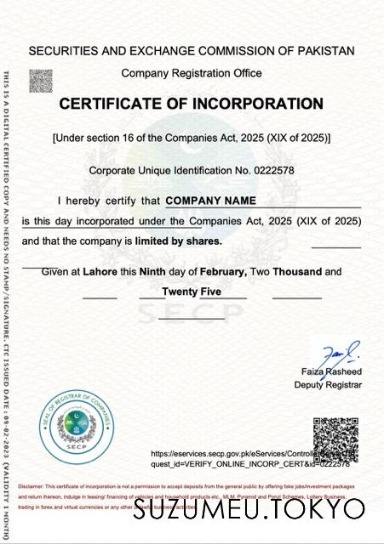 SECURITIES AND EXCHANGE COMMISSION OF PAKISTAN
Company Registration Office
CERTIFICATE OF INCORPORATION
[Under section 16 of the Companies Act, 2025 (XIX of 2025)]
Corporate Unique Identification No. 0222578
I hereby certify that COMPANY NAME
is this day incorporated under the Companies Act, 2025 (XIX of 2025)
and that the company is limited by shares.
Given at Lahore this Ninth day of February, Two Thousand and
Twenty Five
SECP
Faiza Rasheed
Deputy Registrar
SEAL OF REGISTRAR OF COMPANIES
SECP
https://eservices.secp.gov.pk/eServices/
quest_id=VERIFY_ONLINE_INCORP_CERT&id=0222578
Disclaimer: This certificate of incorporation is not a permission to accept deposits from the general public by offering fake jobs/investment packages
and return thereon, indulge in leasing/ financing of vehicles and household products etc., MLM, Pyramid and Ponzi Schemes, Lottery Business,
trading in forex and virtual currencies or any other
SUZUMEU.TOKYO
THIS IS A DIGITAL CERTIFIED COPY AND NEEDS NO STAMP/SIGNATURE, ETC ISSUED DATE : 09-02-2025 (VALIDITY 1 MONTH)